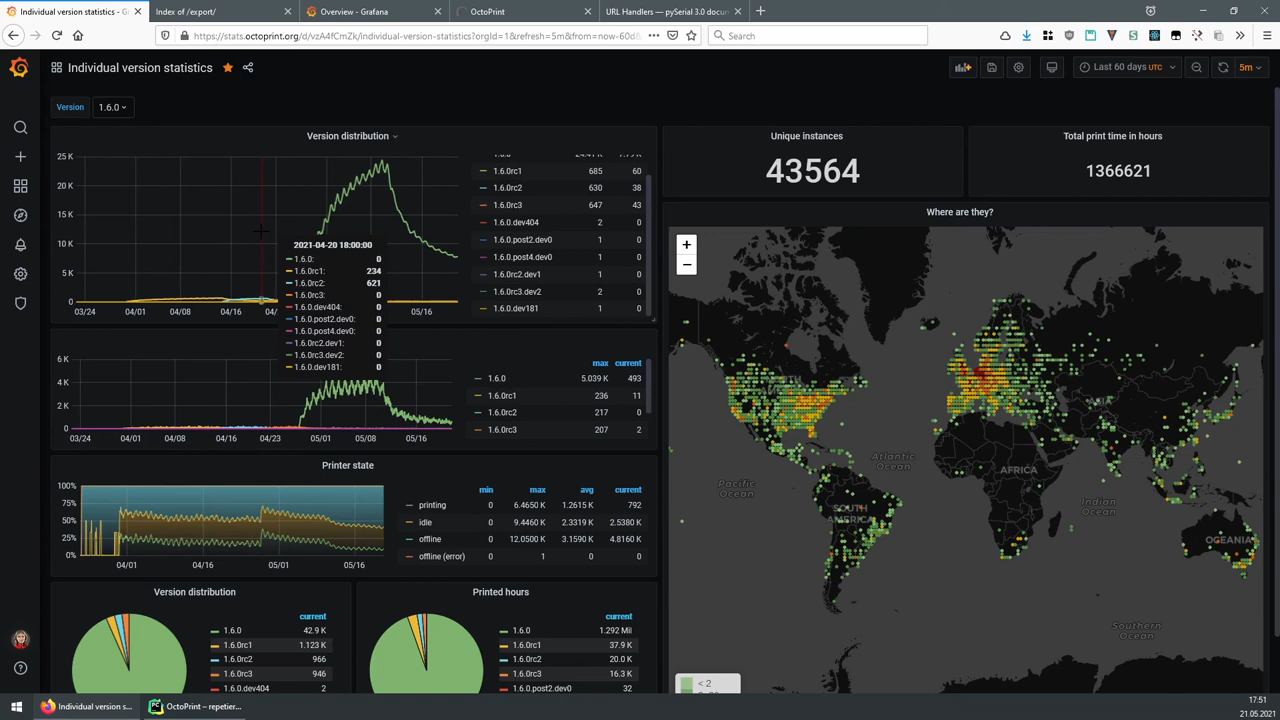 Individual version statistics - G
Index of /export/
Overview - Grafana
OctoPrint
URL Handlers — pySerial 3.0 docun
https://stats.octoprint.org/d/vzA4fCmZk/individual-version-statistics?orgId=1&refresh=5m&from=now-60d&
Search
Individual version statistics
Last 60 days UTC
5m
Version
1.6.0
Version distribution
25 K
20 K
15 K
10 K
5 K
0
03/24
04/01
04/08
04/16
04/
05/16
1.6.0rc1 685 60
1.6.0rc2 630 38
1.6.0rc3 647 43
1.6.0.dev404 2 0
1.6.0.post2.dev0 1 0
1.6.0.post4.dev0 1 0
1.6.0rc2.dev1 1 0
1.6.0rc3.dev2 2 0
1.6.0.dev181 1 0
2021-04-20 18:00:00
1.6.0: 0
1.6.0rc1: 234
1.6.0rc2: 621
1.6.0rc3: 0
1.6.0.dev404: 0
1.6.0.post2.dev0: 0
1.6.0.post4.dev0: 0
1.6.0rc2.dev1: 0
1.6.0rc3.dev2: 0
1.6.0.dev181: 0
6 K
4 K
2 K
0
03/24
04/01
04/08
04/16
04/23
05/01
05/08
05/16
max current
1.6.0 5.039 K 493
1.6.0rc1 236 11
1.6.0rc2 217 0
1.6.0rc3 207 2
Printer state
100%
75%
50%
25%
0%
04/01
04/16
05/01
05/16
min max avg current
printing 0 6.4650 K 1.2615 K 792
idle 0 9.4460 K 2.3319 K 2.5380 K
offline 0 12.0500 K 3.1590 K 4.8160 K
offline (error) 0 1 0 0
Version distribution
current
1.6.0 42.9 K
1.6.0rc1 1.123 K
1.6.0rc2 966
1.6.0rc3 946
1.6.0.dev404 2
Printed hours
current
1.6.0 1.292 Mil
1.6.0rc1 37.9 K
1.6.0rc2 20.0 K
1.6.0rc3 16.3 K
1.6.0.post2.dev0 32
Unique instances
43564
Total print time in hours
1366621
Where are they?
+
−
Atlantic
Ocean
Pacific
Ocean
AFRICA
Indian
Ocean
SOUTH
AMERICA
OCEANIA
Southern
Ocean
< 2
Individual version s...
OctoPrint – repetier...
17:51
21.05.2021